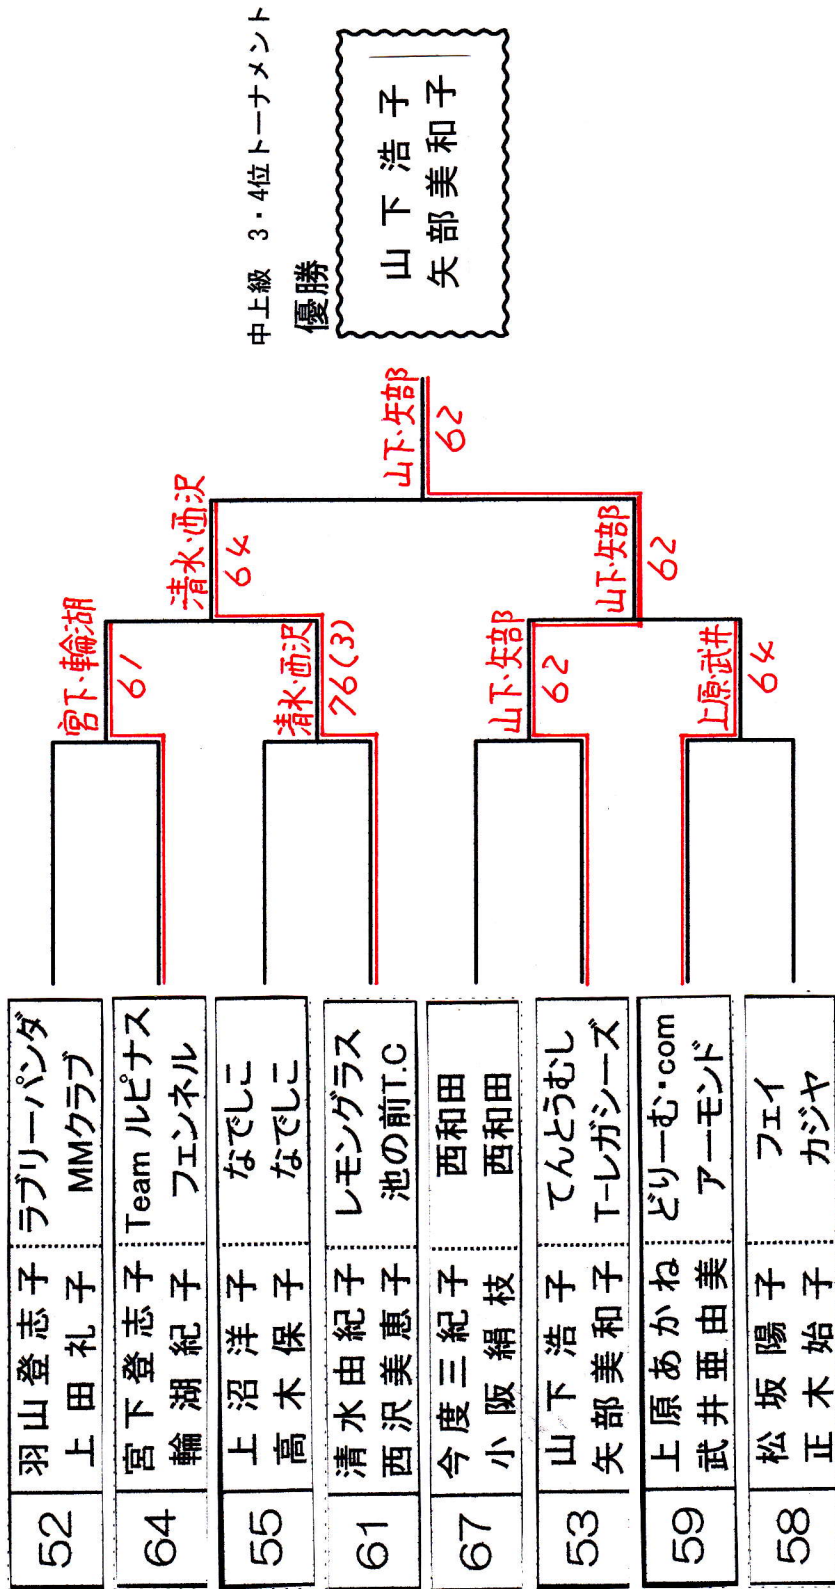 中上級 3・4位トーナメント
優勝
山下浩子
矢部美和子
宮下・輪湖
61
清水・西沢
64
清水・西沢
76(3)
山下・矢部
62
山下・矢部
62
山下・矢部
62
上原・武井
64
52 羽山登志子 ラブリーパンダ
上田礼子 MMクラブ
64 宮下登志子 Team ルピナス
輪湖紀子 フェンネル
55 上沼洋子 なでしこ
高木保子 なでしこ
61 清水由紀子 レモングラス
西沢美恵子 池の前T.C
67 今度三紀子 西和田
小阪絹枝 西和田
53 山下浩子 てんとうむし
矢部美和子 T-レガシーズ
59 上原あかね どりーむ・com
武井亜由美 アーモンド
58 松坂陽子 フェイ
正木始子 カジヤ